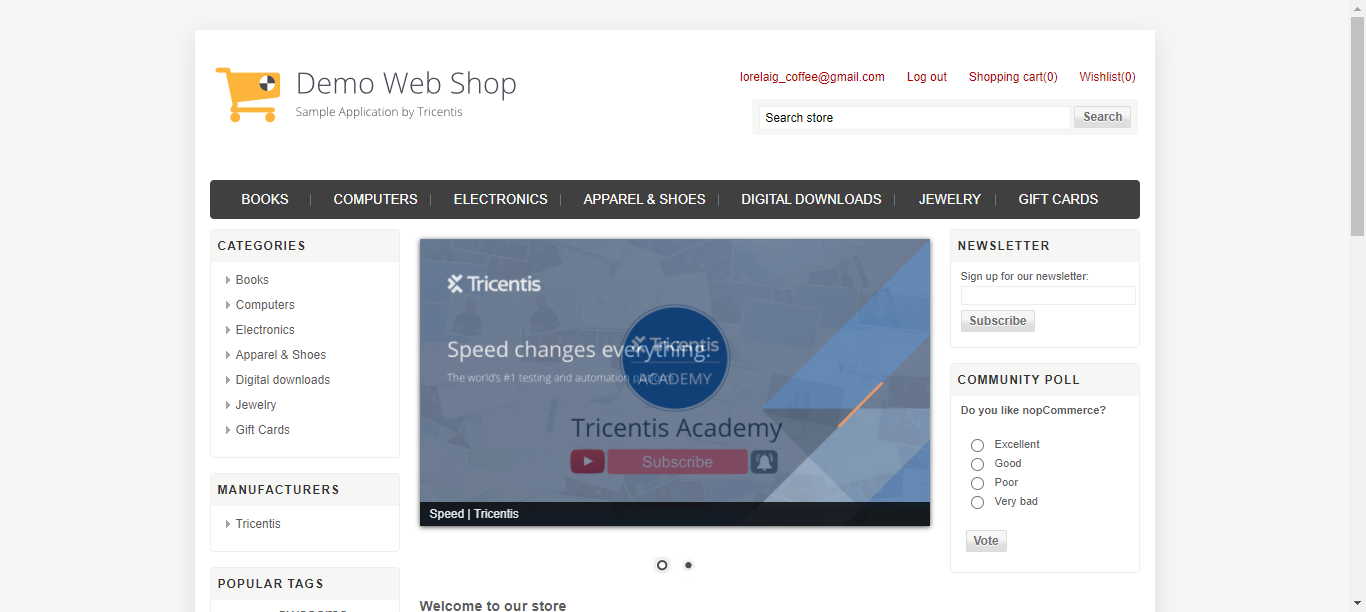 Demo Web Shop
Sample Application by Tricentis
lorelaig_coffee@gmail.com Log out Shopping cart(0) Wishlist(0)
Search store Search
BOOKS COMPUTERS ELECTRONICS APPAREL & SHOES DIGITAL DOWNLOADS JEWELRY GIFT CARDS
CATEGORIES
Books
Computers
Electronics
Apparel & Shoes
Digital downloads
Jewelry
Gift Cards
MANUFACTURERS
Tricentis
POPULAR TAGS
Tricentis
Speed changes everything.
The world's #1 testing and automation platform
Tricentis
ACADEMY
Tricentis Academy
Subscribe
Speed | Tricentis
Welcome to our store
NEWSLETTER
Sign up for our newsletter:
Subscribe
COMMUNITY POLL
Do you like nopCommerce?
Excellent
Good
Poor
Very bad
Vote